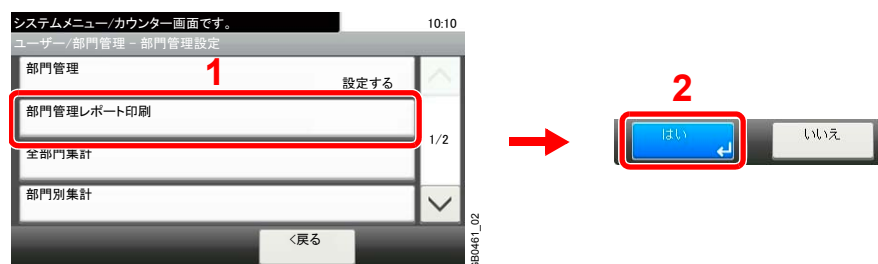 システムメニュー/カウンター画面です。 10:10
ユーザー/部門管理 - 部門管理設定
部門管理 1 設定する
部門管理レポート印刷
1/2
全部門集計
部門別集計
<戻る
2
はい いいえ
GB0461_02